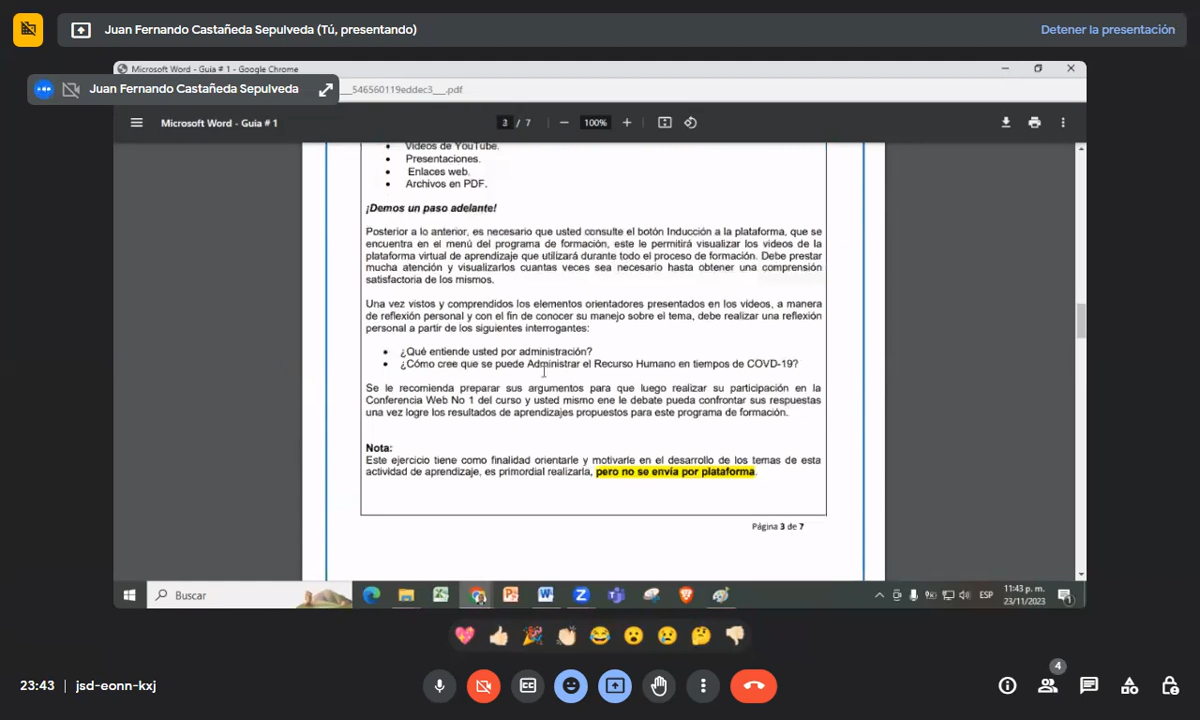 Juan Fernando Castañeda Sepulveda (Tú, presentando)
Detener la presentación
Microsoft Word - Guia # 1 - Google Chrome
Juan Fernando Castañeda Sepulveda
___546560119eddec3___.pdf
Microsoft Word - Guia # 1
3 / 7
100%
• Videos de YouTube.
• Presentaciones.
• Enlaces web.
• Archivos en PDF.
¡Demos un paso adelante!
Posterior a lo anterior, es necesario que usted consulte el botón Inducción a la plataforma, que se
encuentra en el menú del programa de formación, este le permitirá visualizar los videos de la
plataforma virtual de aprendizaje que utilizará durante todo el proceso de formación. Debe prestar
mucha atención y visualizarlos cuantas veces sea necesario hasta obtener una comprensión
satisfactoria de los mismos.
Una vez vistos y comprendidos los elementos orientadores presentados en los vídeos, a manera
de reflexión personal y con el fin de conocer su manejo sobre el tema, debe realizar una reflexión
personal a partir de los siguientes interrogantes:
• ¿Qué entiende usted por administración?
• ¿Cómo cree que se puede Administrar el Recurso Humano en tiempos de COVD-19?
Se le recomienda preparar sus argumentos para que luego realizar su participación en la
Conferencia Web No 1 del curso y usted mismo ene le debate pueda confrontar sus respuestas
una vez logre los resultados de aprendizajes propuestos para este programa de formación.
Nota:
Este ejercicio tiene como finalidad orientarle y motivarle en el desarrollo de los temas de esta
actividad de aprendizaje, es primordial realizarla, pero no se envía por plataforma.
Página 3 de 7
Buscar
ESP
11:43 p. m.
23/11/2023
1
23:43 | jsd-eonn-kxj
4